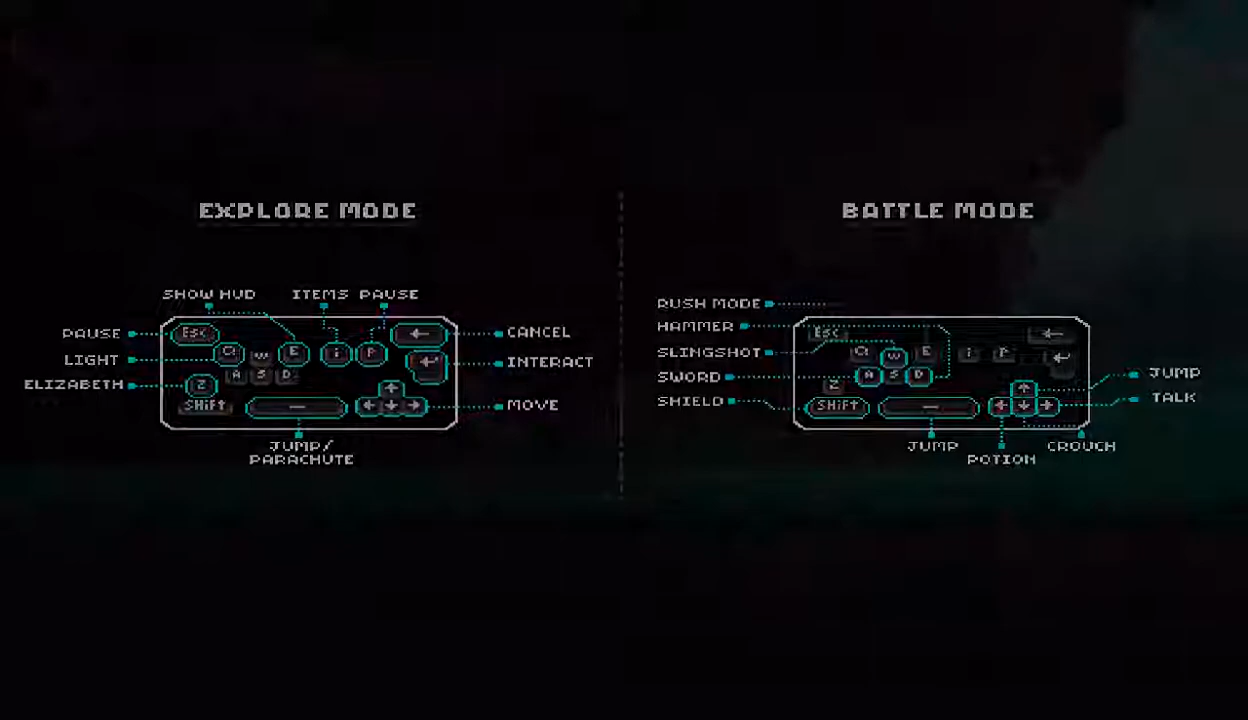 EXPLORE MODE
SHOW HUD ITEMS PAUSE
PAUSE Esc ← CANCEL
LIGHT Q W E i P ↵ INTERACT
A S D
ELIZABETH Z
Shift ← ↑ ↓ → MOVE
JUMP/
PARACHUTE
BATTLE MODE
RUSH MODE
HAMMER Esc ←
SLINGSHOT Q W E i P ↵
SWORD A S D JUMP
Z
SHIELD Shift ← ↑ ↓ → TALK
JUMP CROUCH
POTION